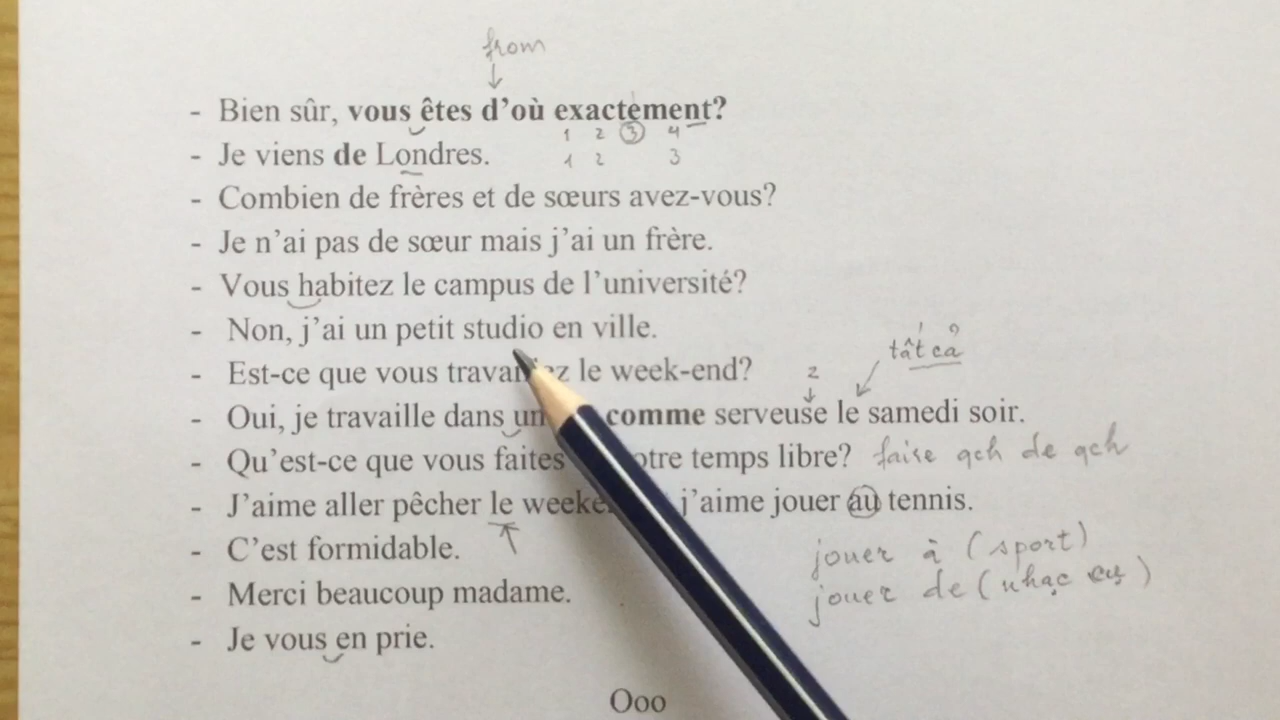 from
- Bien sûr, vous êtes d'où exactement?
1 2 3 4
- Je viens de Londres.
1 2 3
- Combien de frères et de sœurs avez-vous?
- Je n'ai pas de sœur mais j'ai un frère.
- Vous habitez le campus de l'université?
- Non, j'ai un petit studio en ville.
tất cả
- Est-ce que vous le week-end?
z
- Oui, je travaille dans un comme serveuse le samedi soir.
- Qu'est-ce que vous faites temps libre? faire qch de qch
- J'aime aller pêcher le j'aime jouer au tennis.
- C'est formidable.
jouer à (sport)
- Merci beaucoup madame.
jouer de (nhạc cụ)
- Je vous en prie.
Ooo